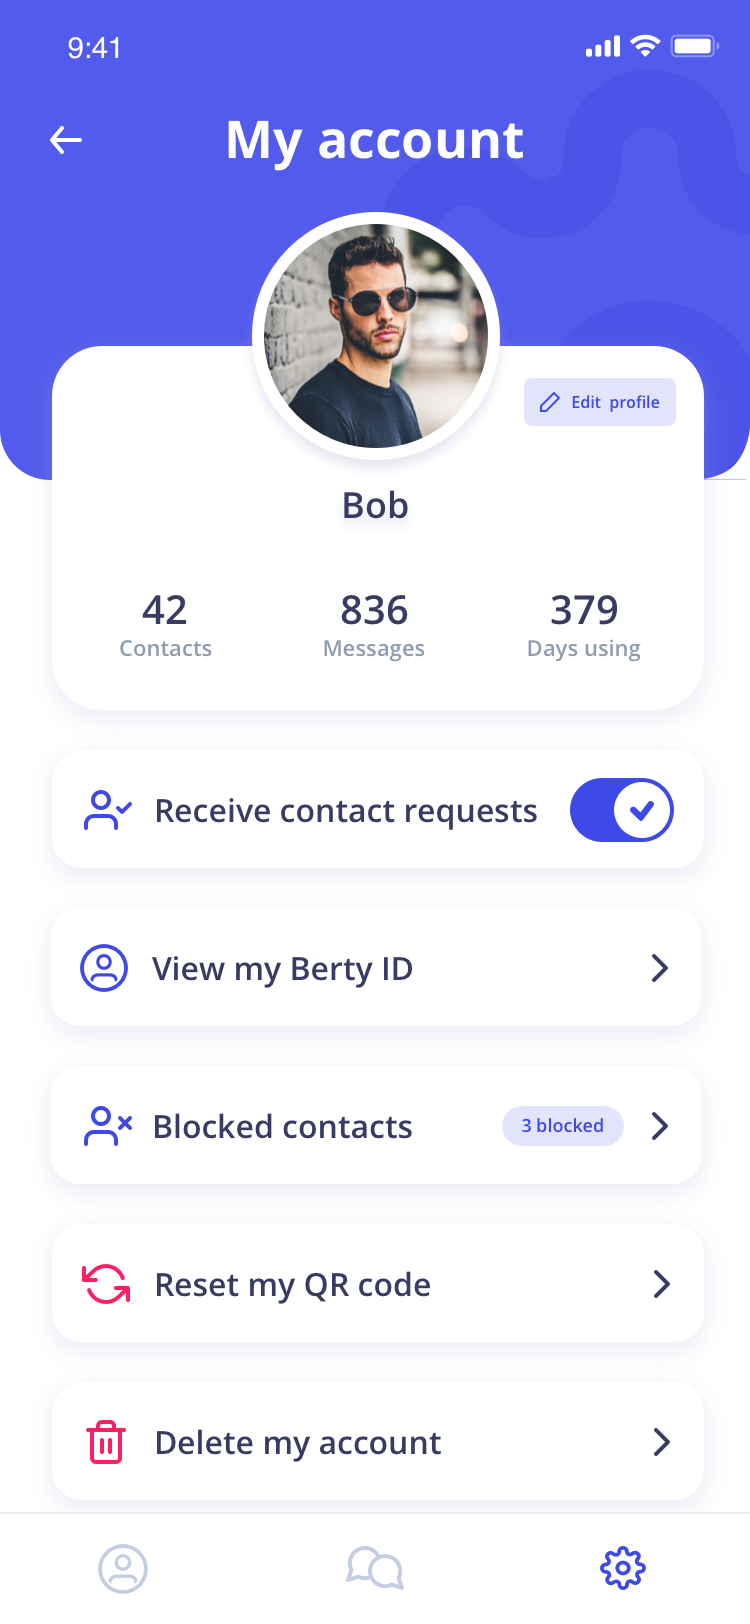 9:41
My account
Edit profile
Bob
42 836 379
Contacts Messages Days using
Receive contact requests
View my Berty ID
Blocked contacts 3 blocked
Reset my QR code
Delete my account